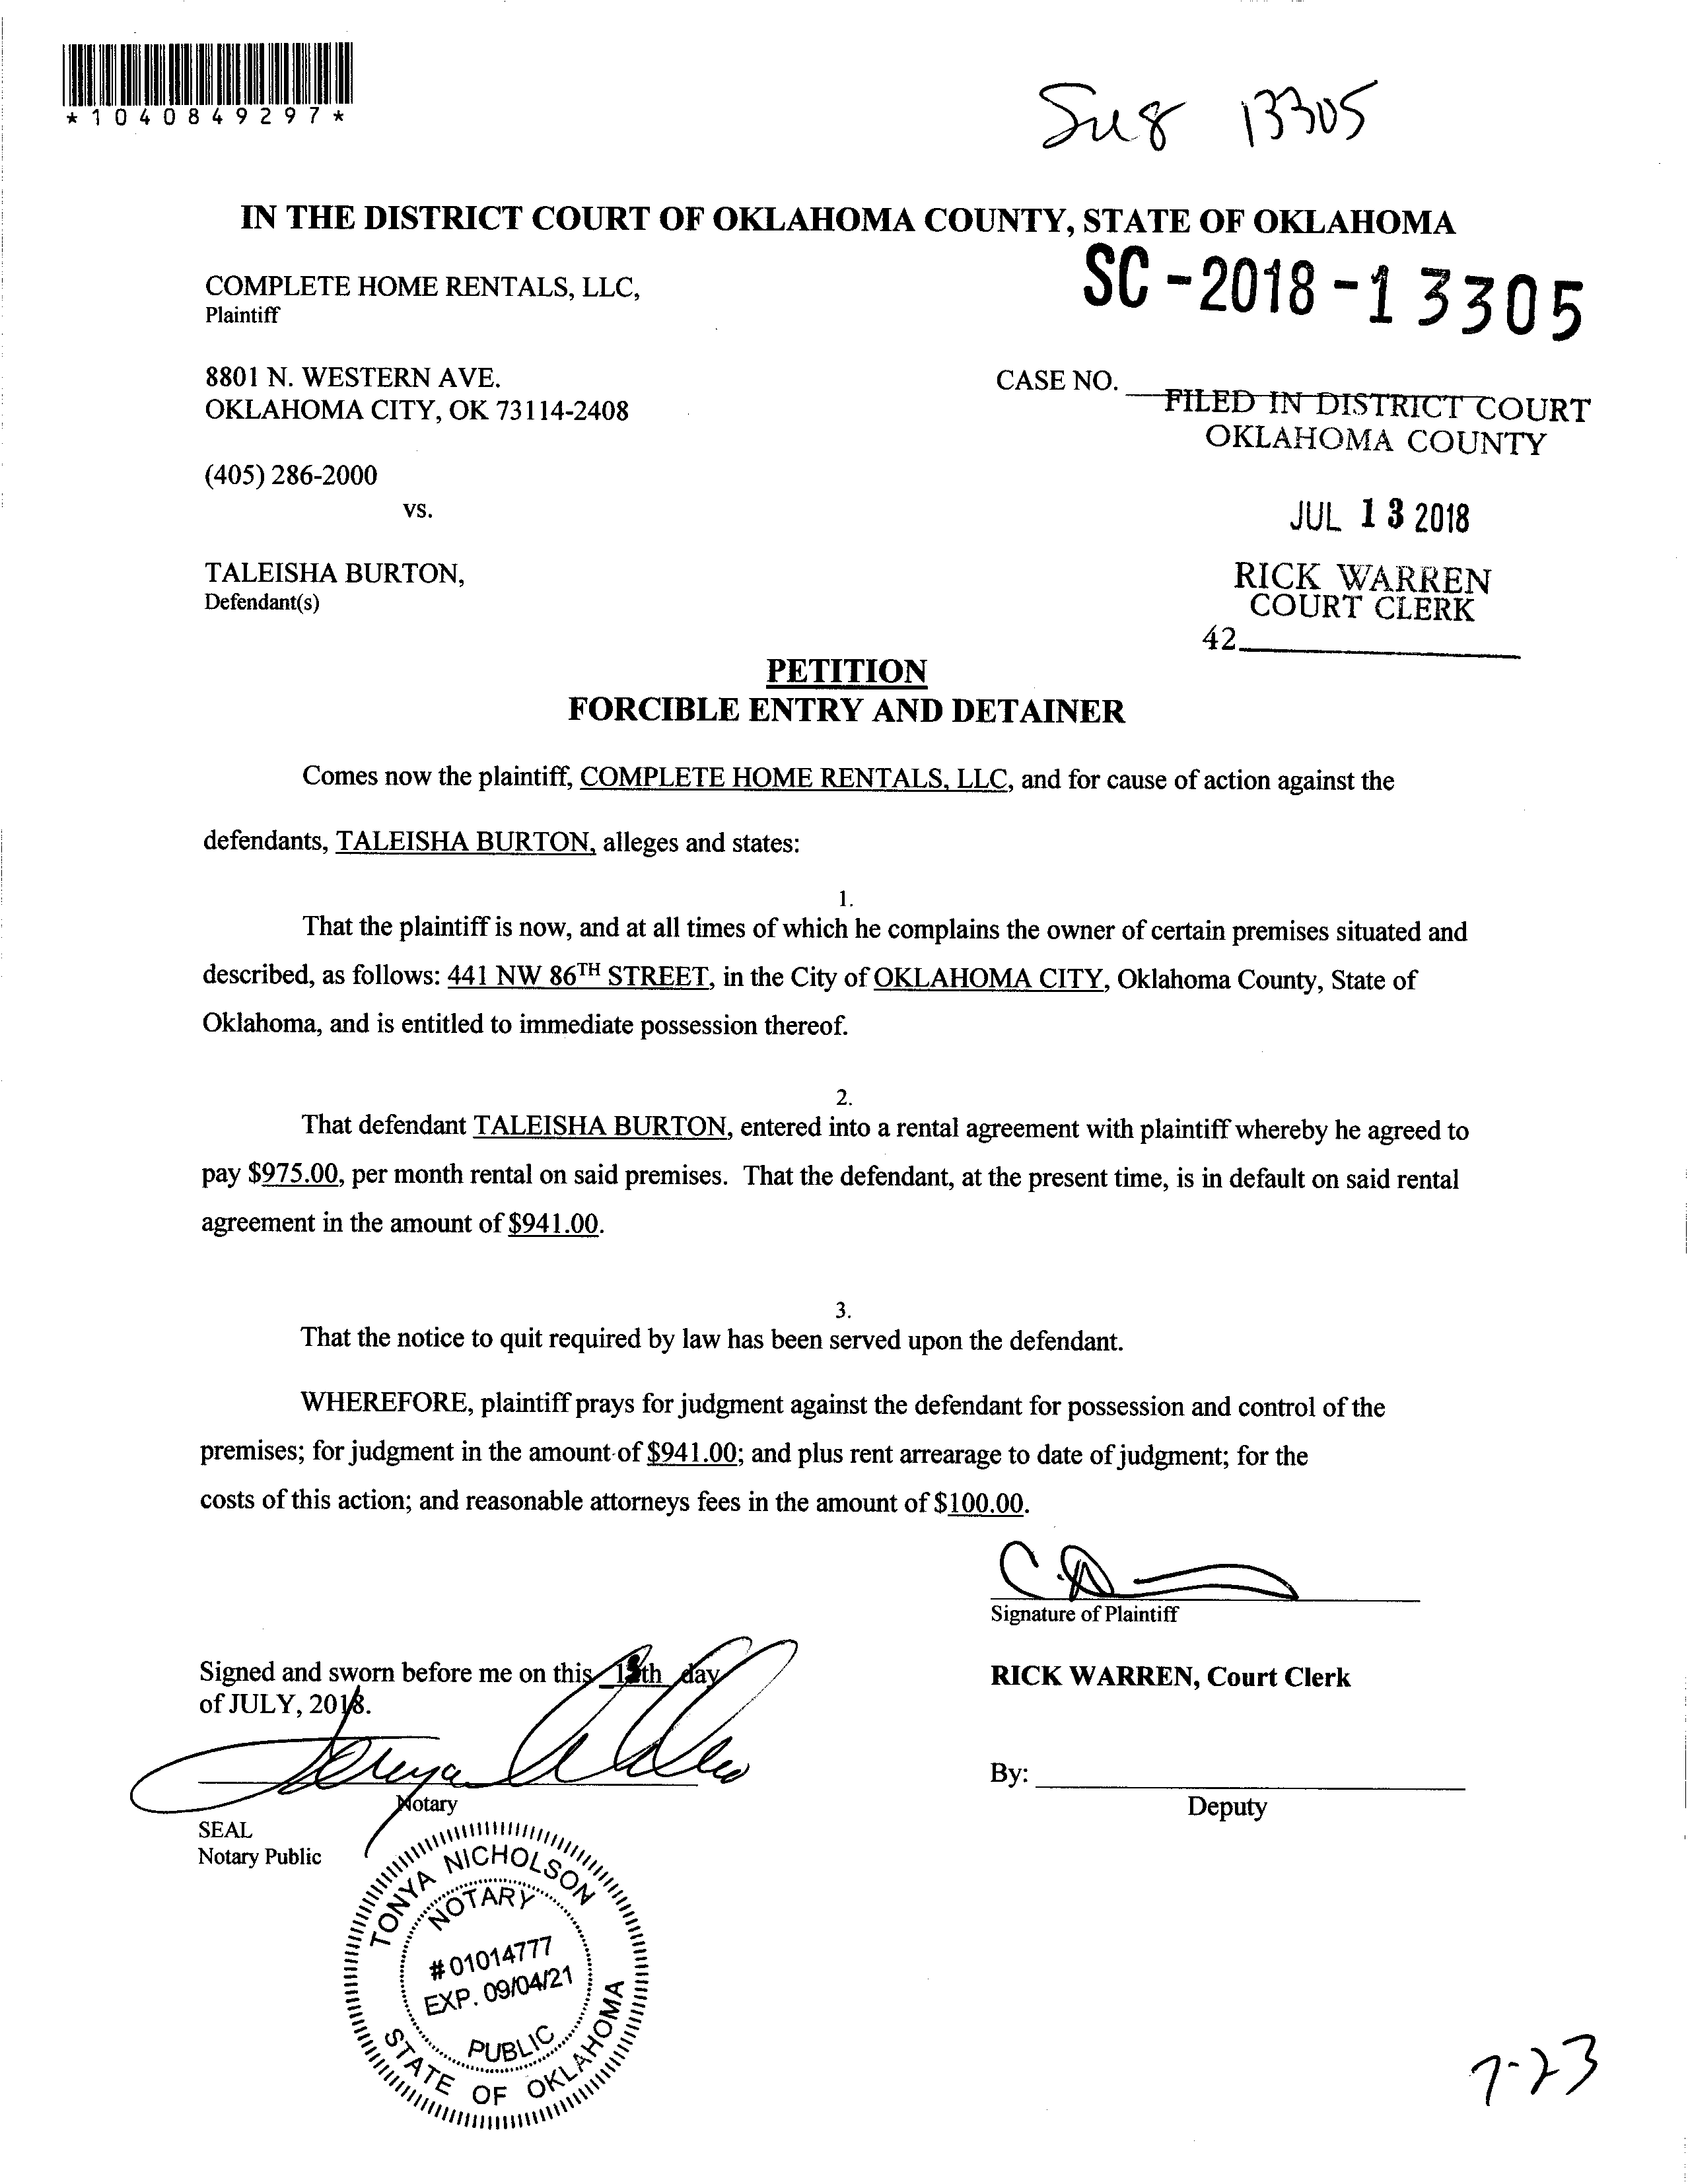 *1040849297*
13305
IN THE DISTRICT COURT OF OKLAHOMA COUNTY, STATE OF OKLAHOMA
SC-2018-13305
COMPLETE HOME RENTALS, LLC,
Plaintiff
8801 N. WESTERN AVE.
OKLAHOMA CITY, OK 73114-2408
CASE NO.
FILED IN DISTRICT COURT
OKLAHOMA COUNTY
(405) 286-2000
vs.
JUL 13 2018
TALEISHA BURTON,
Defendant(s)
RICK WARREN
COURT CLERK
42
PETITION
FORCIBLE ENTRY AND DETAINER
Comes now the plaintiff, COMPLETE HOME RENTALS, LLC, and for cause of action against the
defendants, TALEISHA BURTON, alleges and states:
1.
That the plaintiff is now, and at all times of which he complains the owner of certain premises situated and
described, as follows: 441 NW 86TH STREET, in the City of OKLAHOMA CITY, Oklahoma County, State of
Oklahoma, and is entitled to immediate possession thereof.
2.
That defendant TALEISHA BURTON, entered into a rental agreement with plaintiff whereby he agreed to
pay $975.00, per month rental on said premises. That the defendant, at the present time, is in default on said rental
agreement in the amount of $941.00.
3.
That the notice to quit required by law has been served upon the defendant.
WHEREFORE, plaintiff prays for judgment against the defendant for possession and control of the
premises; for judgment in the amount of $941.00; and plus rent arrearage to date of judgment; for the
costs of this action; and reasonable attorneys fees in the amount of $100.00.
Signature of Plaintiff
Signed and sworn before me on this 13th day
of JULY, 2018.
RICK WARREN, Court Clerk
Notary
By:
Deputy
SEAL
Notary Public
TONYA NICHOLSON
NOTARY
#01014777
EXP. 09/04/21
PUBLIC
STATE OF OKLAHOMA
7-23